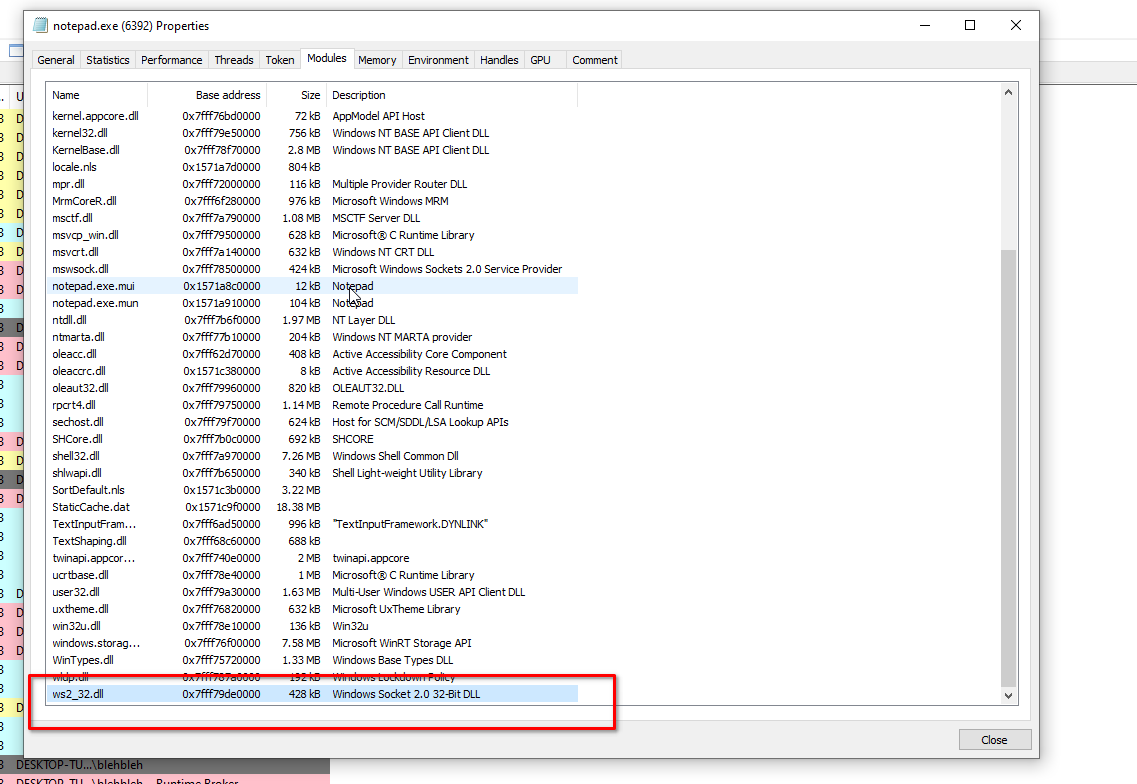 notepad.exe (6392) Properties
General Statistics Performance Threads Token Modules Memory Environment Handles GPU Comment
Name Base address Size Description
kernel.appcore.dll 0x7fff76bd0000 72 kB AppModel API Host
kernel32.dll 0x7fff79e50000 756 kB Windows NT BASE API Client DLL
KernelBase.dll 0x7fff78f70000 2.8 MB Windows NT BASE API Client DLL
locale.nls 0x1571a7d0000 804 kB
mpr.dll 0x7fff72000000 116 kB Multiple Provider Router DLL
MrmCoreR.dll 0x7fff6f280000 976 kB Microsoft Windows MRM
msctf.dll 0x7fff7a790000 1.08 MB MSCTF Server DLL
msvcp_win.dll 0x7fff79500000 628 kB Microsoft® C Runtime Library
msvcrt.dll 0x7fff7a140000 632 kB Windows NT CRT DLL
mswsock.dll 0x7fff78500000 424 kB Microsoft Windows Sockets 2.0 Service Provider
notepad.exe.mui 0x1571a8c0000 12 kB Notepad
notepad.exe.mun 0x1571a910000 104 kB Notepad
ntdll.dll 0x7fff7b6f0000 1.97 MB NT Layer DLL
ntmarta.dll 0x7fff77b10000 204 kB Windows NT MARTA provider
oleacc.dll 0x7fff62d70000 408 kB Active Accessibility Core Component
oleaccrc.dll 0x1571c380000 8 kB Active Accessibility Resource DLL
oleaut32.dll 0x7fff79960000 820 kB OLEAUT32.DLL
rpcrt4.dll 0x7fff79750000 1.14 MB Remote Procedure Call Runtime
sechost.dll 0x7fff79f70000 624 kB Host for SCM/SDDL/LSA Lookup APIs
SHCore.dll 0x7fff7b0c0000 692 kB SHCORE
shell32.dll 0x7fff7a970000 7.26 MB Windows Shell Common Dll
shlwapi.dll 0x7fff7b650000 340 kB Shell Light-weight Utility Library
SortDefault.nls 0x1571c3b0000 3.22 MB
StaticCache.dat 0x1571c9f0000 18.38 MB
TextInputFram... 0x7fff6ad50000 996 kB "TextInputFramework.DYNLINK"
TextShaping.dll 0x7fff68c60000 688 kB
twinapi.appcor... 0x7fff740e0000 2 MB twinapi.appcore
ucrtbase.dll 0x7fff78e40000 1 MB Microsoft® C Runtime Library
user32.dll 0x7fff79a30000 1.63 MB Multi-User Windows USER API Client DLL
uxtheme.dll 0x7fff76820000 632 kB Microsoft UxTheme Library
win32u.dll 0x7fff78e10000 136 kB Win32u
windows.storag... 0x7fff76f00000 7.58 MB Microsoft WinRT Storage API
WinTypes.dll 0x7fff75720000 1.33 MB Windows Base Types DLL
wldp.dll 0x7fff787a0000 192 kB Windows Lockdown Policy
ws2_32.dll 0x7fff79de0000 428 kB Windows Socket 2.0 32-Bit DLL
Close
DESKTOP-TU...\blehbleh
DESKTOP-TU...\blehbleh Runtime Broker